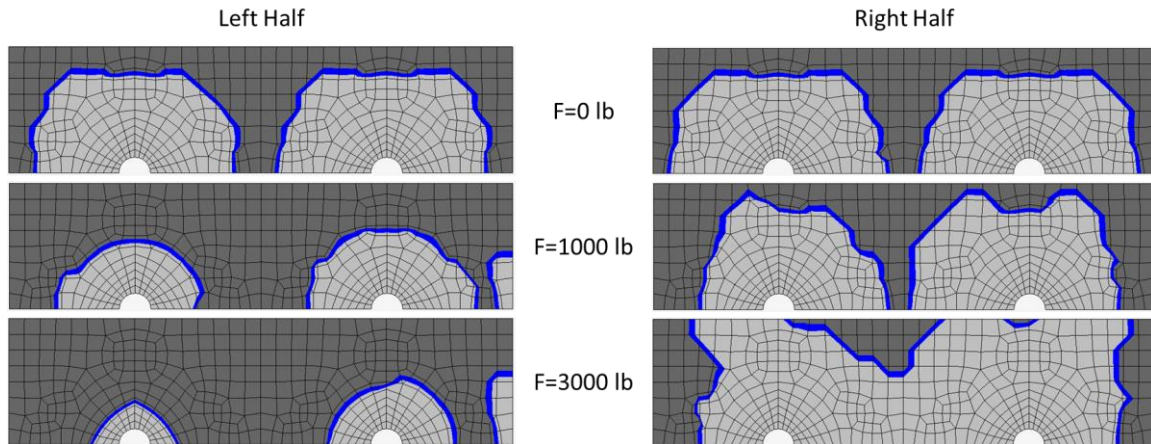 Left Half
Right Half
F=0 lb
F=1000 lb
F=3000 lb